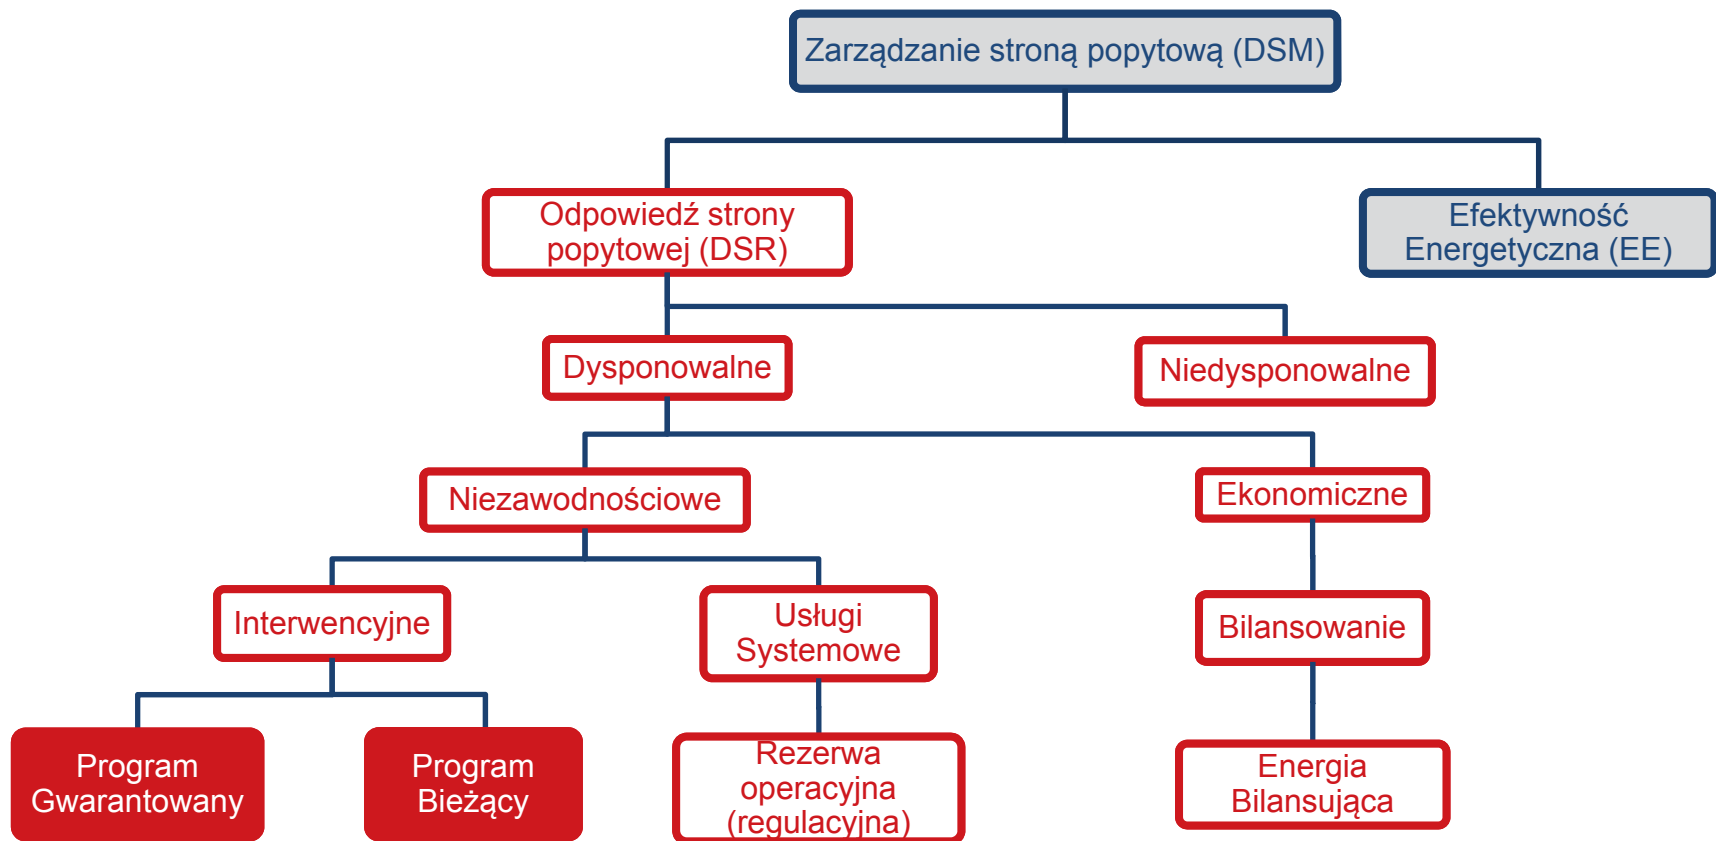 Zarządzanie stroną popytową (DSM)
Odpowiedź strony
popytowej (DSR)
Efektywność
Energetyczna (EE)
Dysponowalne
Niedysponowalne
Niezawodnościowe
Ekonomiczne
Interwencyjne
Usługi
Systemowe
Bilansowanie
Program
Gwarantowany
Program
Bieżący
Rezerwa
operacyjna
(regulacyjna)
Energia
Bilansująca